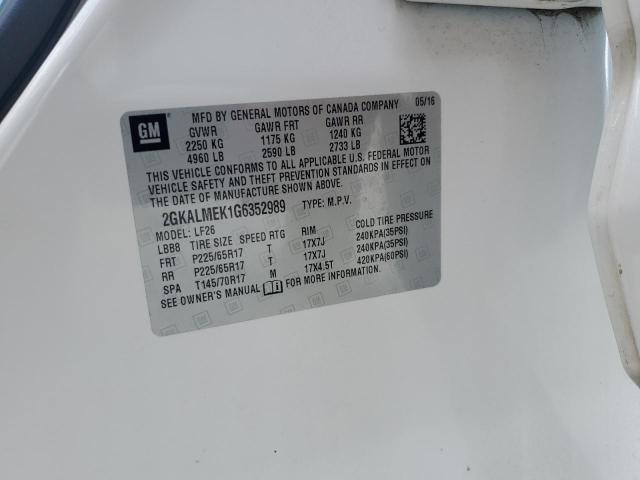 GM
MFD BY GENERAL MOTORS OF CANADA COMPANY 05/16
GVWR GAWR FRT GAWR RR
2250 KG 1175 KG 1240 KG
4960 LB 2590 LB 2733 LB
THIS VEHICLE CONFORMS TO ALL APPLICABLE U.S. FEDERAL MOTOR
VEHICLE SAFETY AND THEFT PREVENTION STANDARDS IN EFFECT ON
THE DATE OF MANUFACTURE SHOWN ABOVE.
2GKALMEK1G6352989 TYPE: M.P.V.
MODEL: LF26
LBB8 TIRE SIZE SPEED RTG RIM COLD TIRE PRESSURE
FRT P225/65R17 T 17X7J 240KPA(35PSI)
RR P225/65R17 T 17X7J 240KPA(35PSI)
SPA T145/70R17 M 17X4.5T 420KPA(60PSI)
SEE OWNER'S MANUAL FOR MORE INFORMATION.